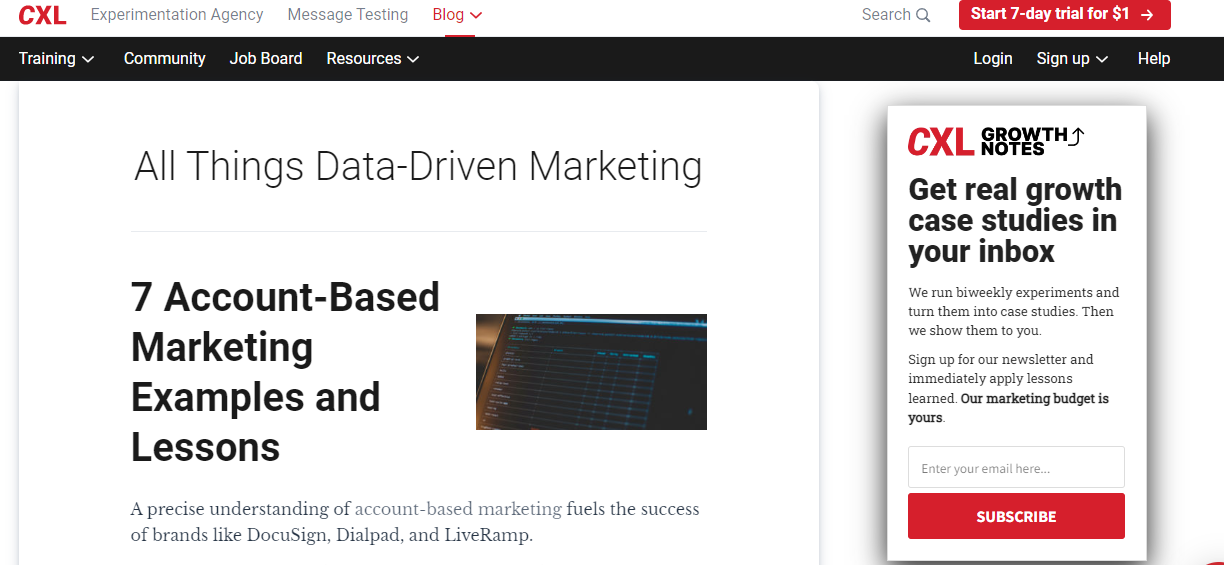 CXL Experimentation Agency Message Testing Blog Search Start 7-day trial for $1 →
Training Community Job Board Resources Login Sign up Help
All Things Data-Driven Marketing
7 Account-Based
Marketing
Examples and
Lessons
A precise understanding of account-based marketing fuels the success
of brands like DocuSign, Dialpad, and LiveRamp.
CXL GROWTH
NOTES
Get real growth
case studies in
your inbox
We run biweekly experiments and
turn them into case studies. Then
we show them to you.
Sign up for our newsletter and
immediately apply lessons
learned. Our marketing budget is
yours.
Enter your email here...
SUBSCRIBE